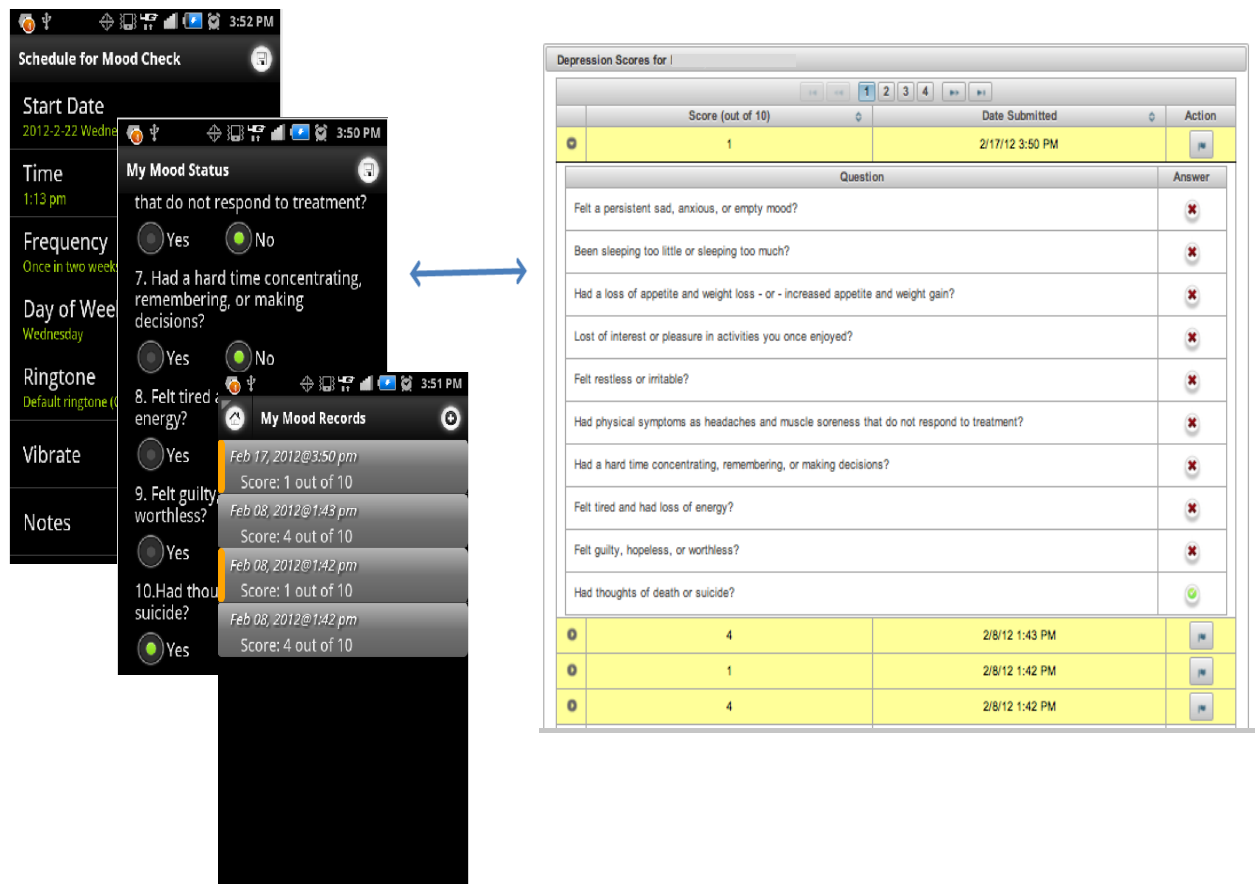 3:52 PM
Schedule for Mood Check
Start Date
2012-2-22 Wedne
Time
1:13 pm
Frequency
Once in two weeks
Day of Wee
Wednesday
Ringtone
Default ringtone (
Vibrate
Notes
3:50 PM
My Mood Status
that do not respond to treatment?
Yes No
7. Had a hard time concentrating,
remembering, or making
decisions?
Yes No
8. Felt tired a
energy?
Yes
9. Felt guilty,
worthless?
Yes
10.Had thou
suicide?
Yes
3:51 PM
My Mood Records
Feb 17, 2012@3:50 pm
Score: 1 out of 10
Feb 08, 2012@1:43 pm
Score: 4 out of 10
Feb 08, 2012@1:42 pm
Score: 1 out of 10
Feb 08, 2012@1:42 pm
Score: 4 out of 10
Depression Scores for
1 2 3 4
Score (out of 10) Date Submitted Action
1 2/17/12 3:50 PM
Question Answer
Felt a persistent sad, anxious, or empty mood?
Been sleeping too little or sleeping too much?
Had a loss of appetite and weight loss - or - increased appetite and weight gain?
Lost of interest or pleasure in activities you once enjoyed?
Felt restless or irritable?
Had physical symptoms as headaches and muscle soreness that do not respond to treatment?
Had a hard time concentrating, remembering, or making decisions?
Felt tired and had loss of energy?
Felt guilty, hopeless, or worthless?
Had thoughts of death or suicide?
4 2/8/12 1:43 PM
1 2/8/12 1:42 PM
4 2/8/12 1:42 PM